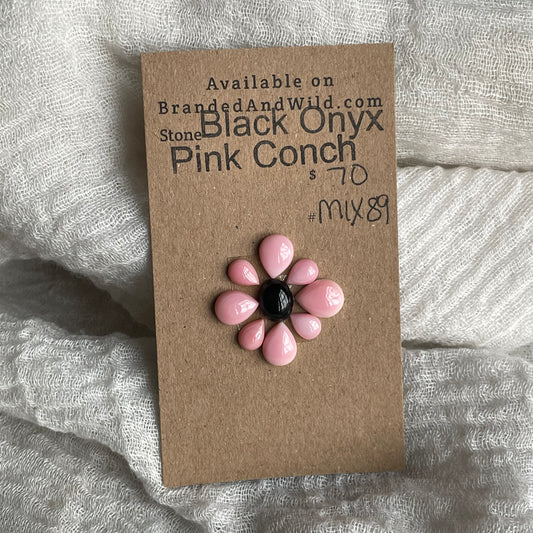 Available on
BrandedAndWild.com
Stone Black Onyx
Pink Conch
$ 70
#MIX89